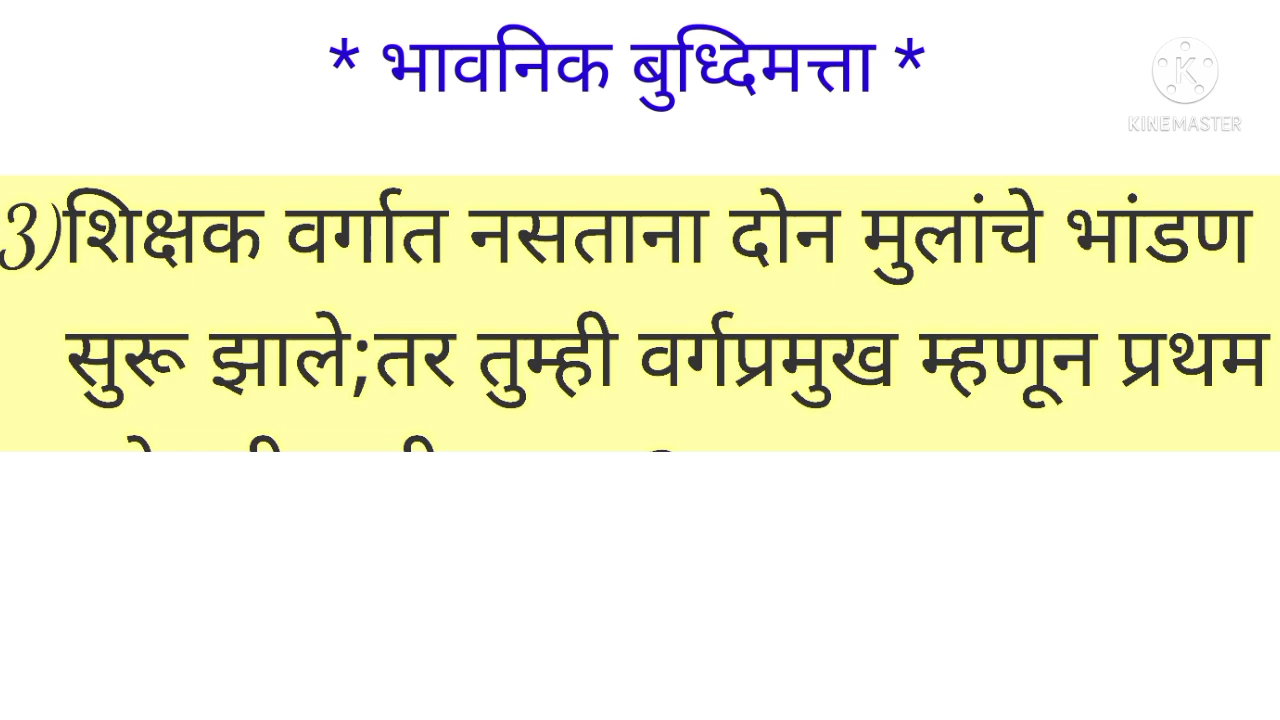 * भावनिक बुध्दिमत्ता *
KINEMASTER
3)शिक्षक वर्गात नसताना दोन मुलांचे भांडण
सुरू झाले;तर तुम्ही वर्गप्रमुख म्हणून प्रथम